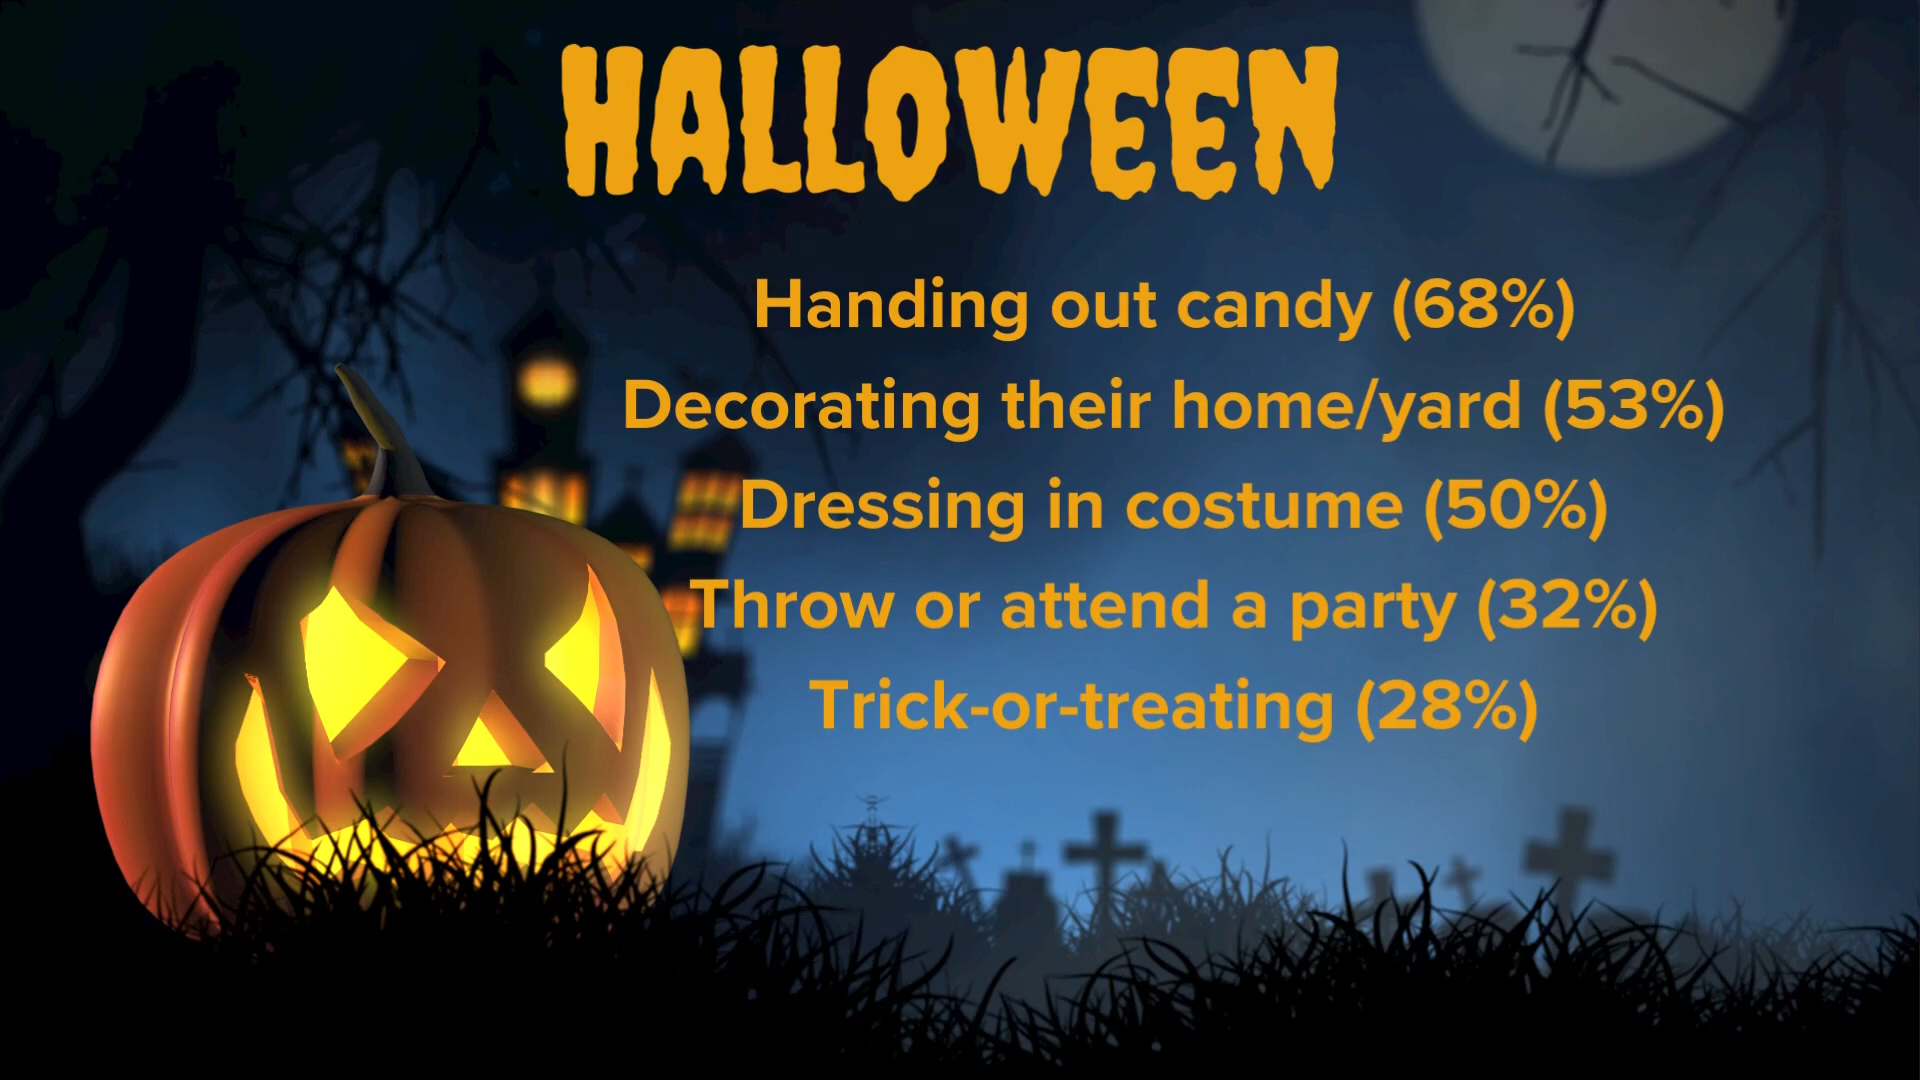 HALLOWEEN
Handing out candy (68%)
Decorating their home/yard (53%)
Dressing in costume (50%)
Throw or attend a party (32%)
Trick-or-treating (28%)